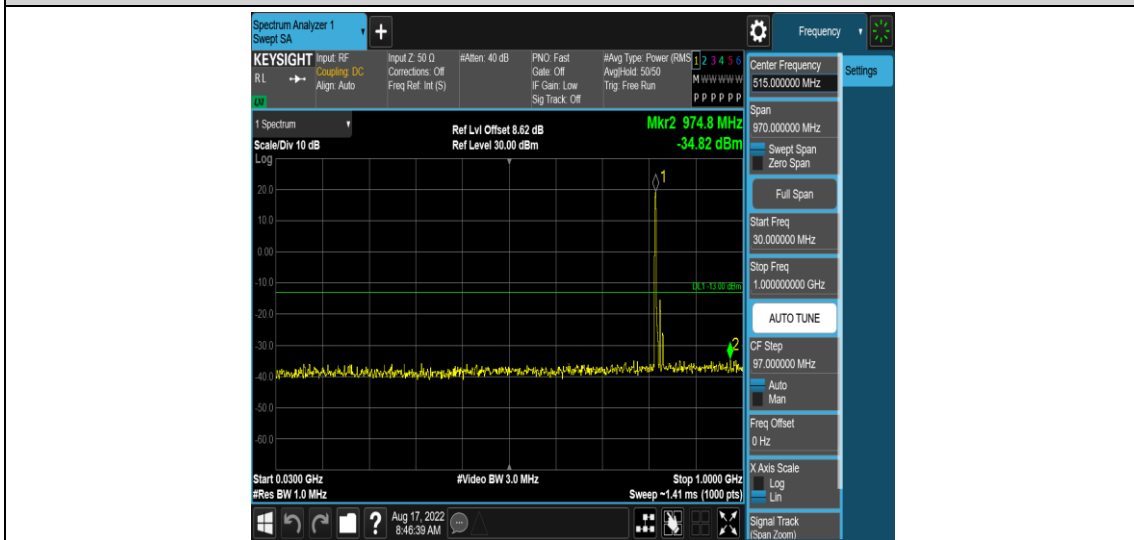 Spectrum Analyzer 1
Swept SA
Frequency
KEYSIGHT
RL
LXI
Input: RF
Coupling: DC
Align: Auto
Input Z: 50 Ω
Corrections: Off
Freq Ref: Int (S)
#Atten: 40 dB
PNO: Fast
Gate: Off
IF Gain: Low
Sig Track: Off
#Avg Type: Power (RMS
Avg|Hold: 50/50
Trig: Free Run
1 2 3 4 5 6
M W W W W W
P P P P P P
1 Spectrum
Scale/Div 10 dB
Log
Ref Lvl Offset 8.62 dB
Ref Level 30.00 dBm
Mkr2 974.8 MHz
-34.82 dBm
1
20.0
10.0
0.00
-10.0
DL1 -13.00 dBm
-20.0
-30.0
2
-40.0
-50.0
-60.0
Start 0.0300 GHz
#Res BW 1.0 MHz
#Video BW 3.0 MHz
Stop 1.0000 GHz
Sweep ~1.41 ms (1000 pts)
?
Aug 17, 2022
8:46:39 AM
Center Frequency
515.000000 MHz
Settings
Span
970.000000 MHz
Swept Span
Zero Span
Full Span
Start Freq
30.000000 MHz
Stop Freq
1.000000000 GHz
AUTO TUNE
CF Step
97.000000 MHz
Auto
Man
Freq Offset
0 Hz
X Axis Scale
Log
Lin
Signal Track
(Span Zoom)